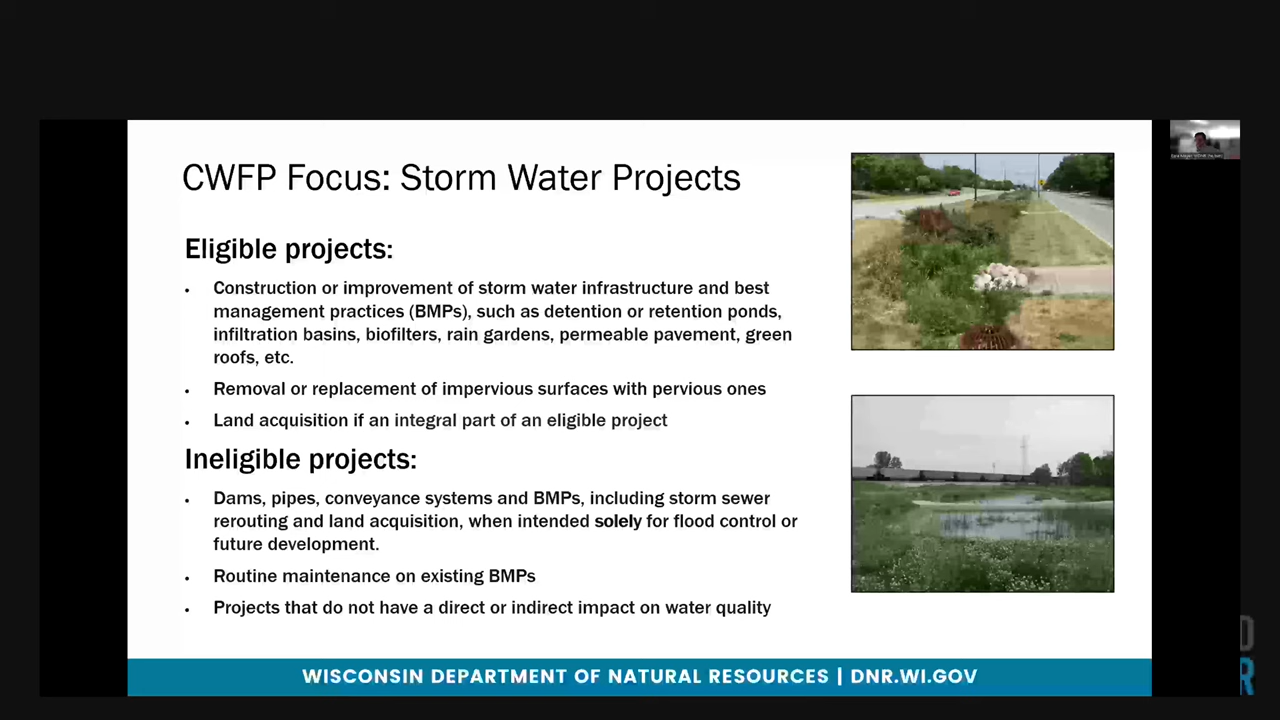 CWFP Focus: Storm Water Projects
Eligible projects:
• Construction or improvement of storm water infrastructure and best
management practices (BMPs), such as detention or retention ponds,
infiltration basins, biofilters, rain gardens, permeable pavement, green
roofs, etc.
• Removal or replacement of impervious surfaces with pervious ones
• Land acquisition if an integral part of an eligible project
Ineligible projects:
• Dams, pipes, conveyance systems and BMPs, including storm sewer
rerouting and land acquisition, when intended solely for flood control or
future development.
• Routine maintenance on existing BMPs
• Projects that do not have a direct or indirect impact on water quality
WISCONSIN DEPARTMENT OF NATURAL RESOURCES | DNR.WI.GOV